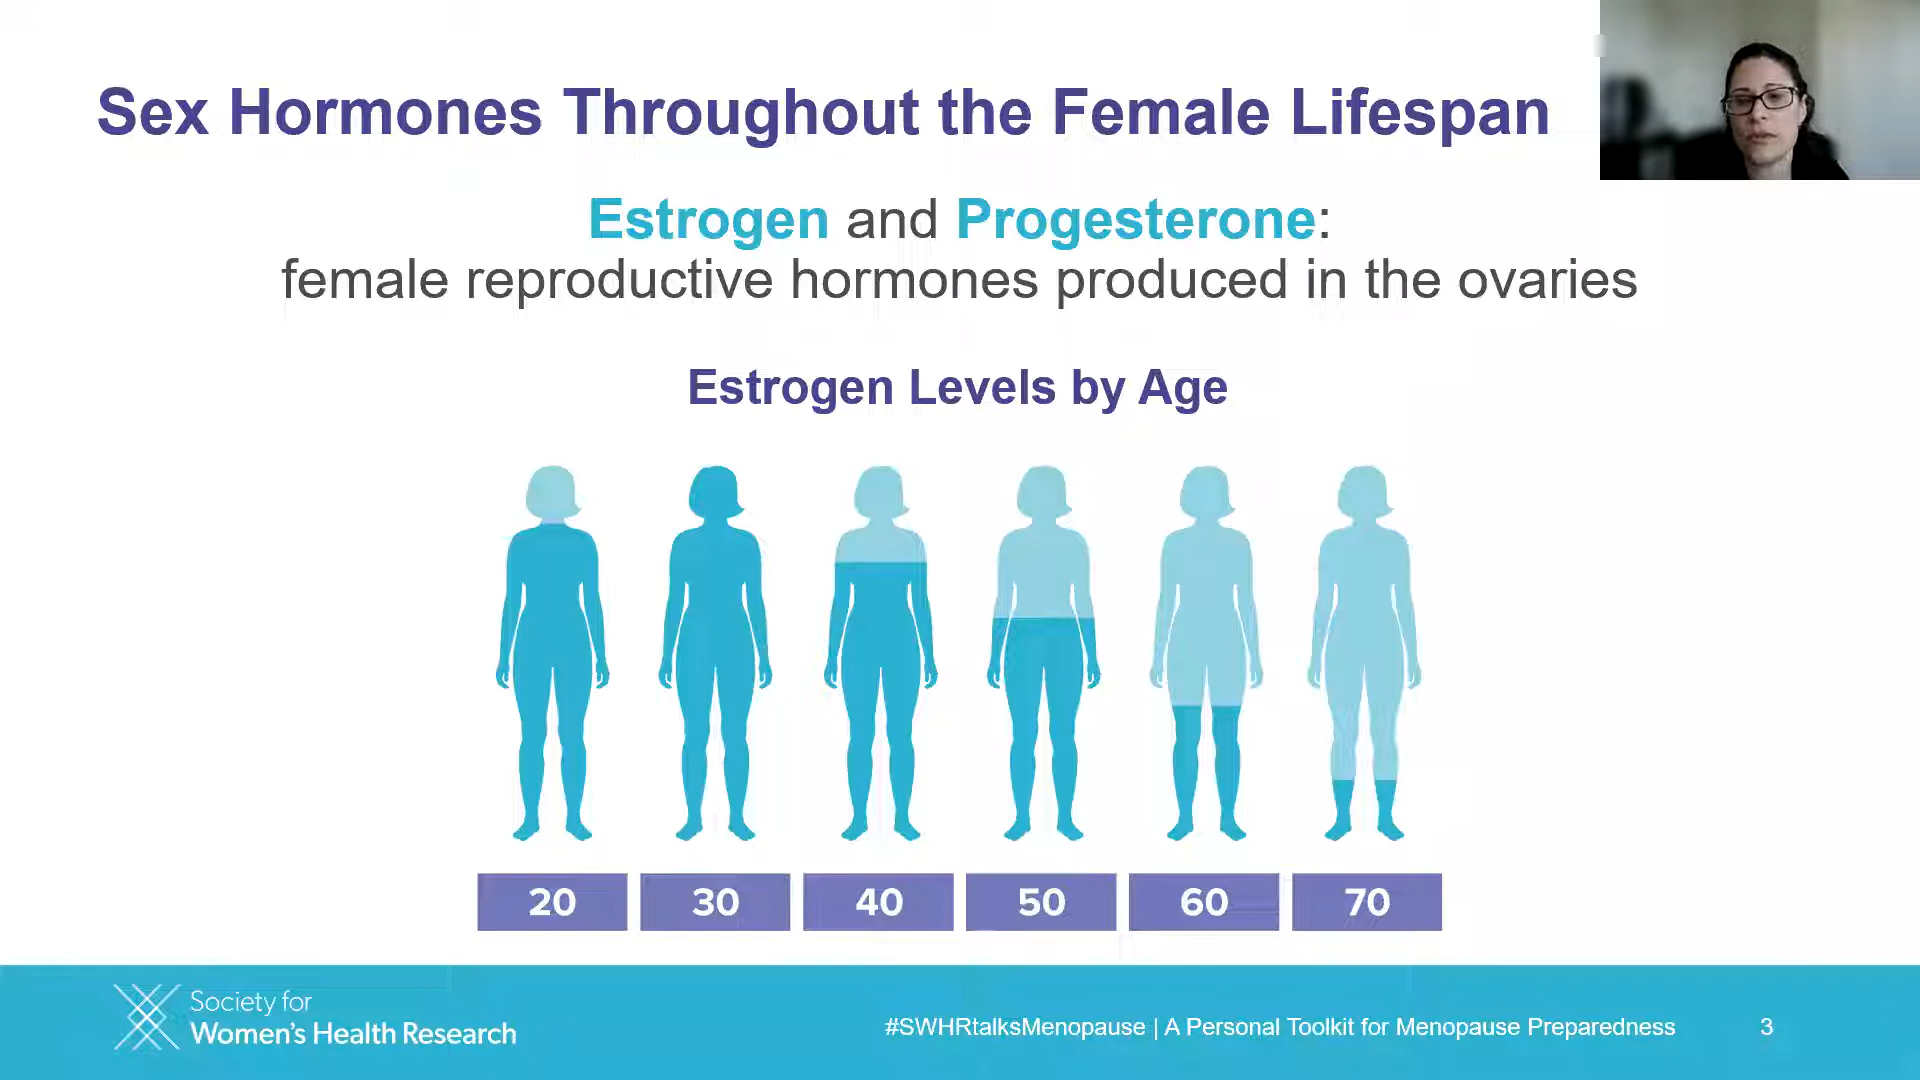 Sex Hormones Throughout the Female Lifespan
Estrogen and Progesterone:
female reproductive hormones produced in the ovaries
Estrogen Levels by Age
20 30 40 50 60 70
Society for
Women's Health Research
#SWHRtalksMenopause | A Personal Toolkit for Menopause Preparedness 3